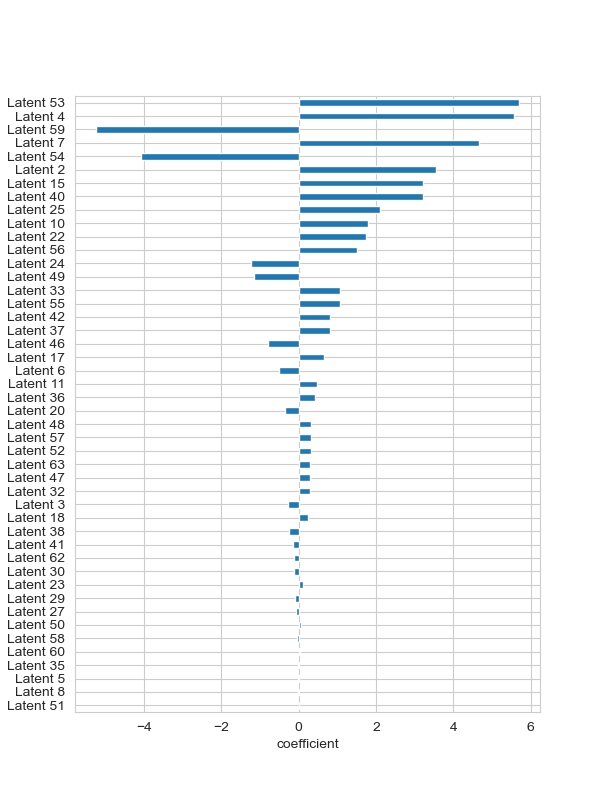 Latent 53
Latent 4
Latent 59
Latent 7
Latent 54
Latent 2
Latent 15
Latent 40
Latent 25
Latent 10
Latent 22
Latent 56
Latent 24
Latent 49
Latent 33
Latent 55
Latent 42
Latent 37
Latent 46
Latent 17
Latent 6
Latent 11
Latent 36
Latent 20
Latent 48
Latent 57
Latent 52
Latent 63
Latent 47
Latent 32
Latent 3
Latent 18
Latent 38
Latent 41
Latent 62
Latent 30
Latent 23
Latent 29
Latent 27
Latent 50
Latent 58
Latent 60
Latent 35
Latent 5
Latent 8
Latent 51
−4 −2 0 2 4 6
coefficient